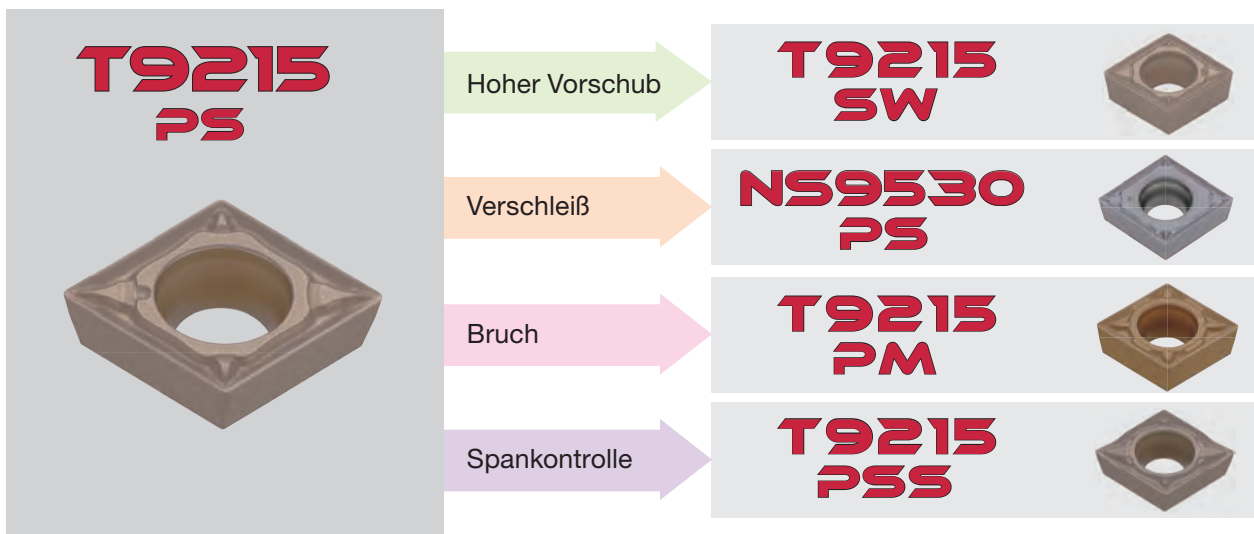 T9215
PS
Hoher Vorschub
T9215
SW
Verschleiß
NS9530
PS
Bruch
T9215
PM
Spankontrolle
T9215
PSS